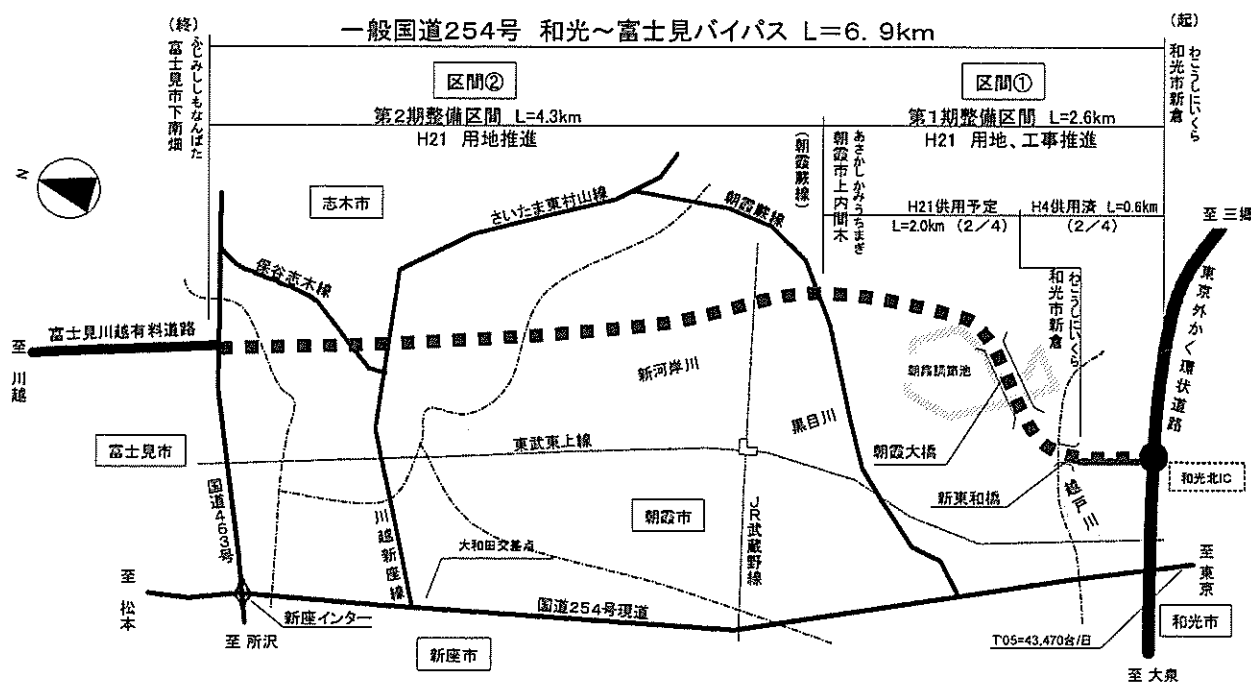 一般国道254号 和光～富士見バイパス L=6.9km
(終)
ふじみししもなんばた
富士見市下南畑
(起)
わこうしにいくら
和光市新倉
区間②
区間①
第2期整備区間 L=4.3km
第1期整備区間 L=2.6km
H21 用地推進
H21 用地、工事推進
(朝霞蕨線)
あさかしかみうちまぎ
朝霞市上内間木
H21供用予定
L=2.0km (2/4)
H4供用済 L=0.6km
(2/4)
わこうしにいくら
和光市新倉
N
志木市
さいたま東村山線
朝霞蕨線
至 三郷
東京外かく環状道路
保谷志木線
富士見川越有料道路
至 川越
新河岸川
朝霞調節池
黒目川
東武東上線
富士見市
朝霞大橋
新東和橋
越戸川
和光北IC
国道463号
川越新座線
朝霞市
JR武蔵野線
大和田交差点
至 松本
至 東京
新座インター
国道254号現道
T'05=43,470台/日
和光市
至 所沢
新座市
至 大泉